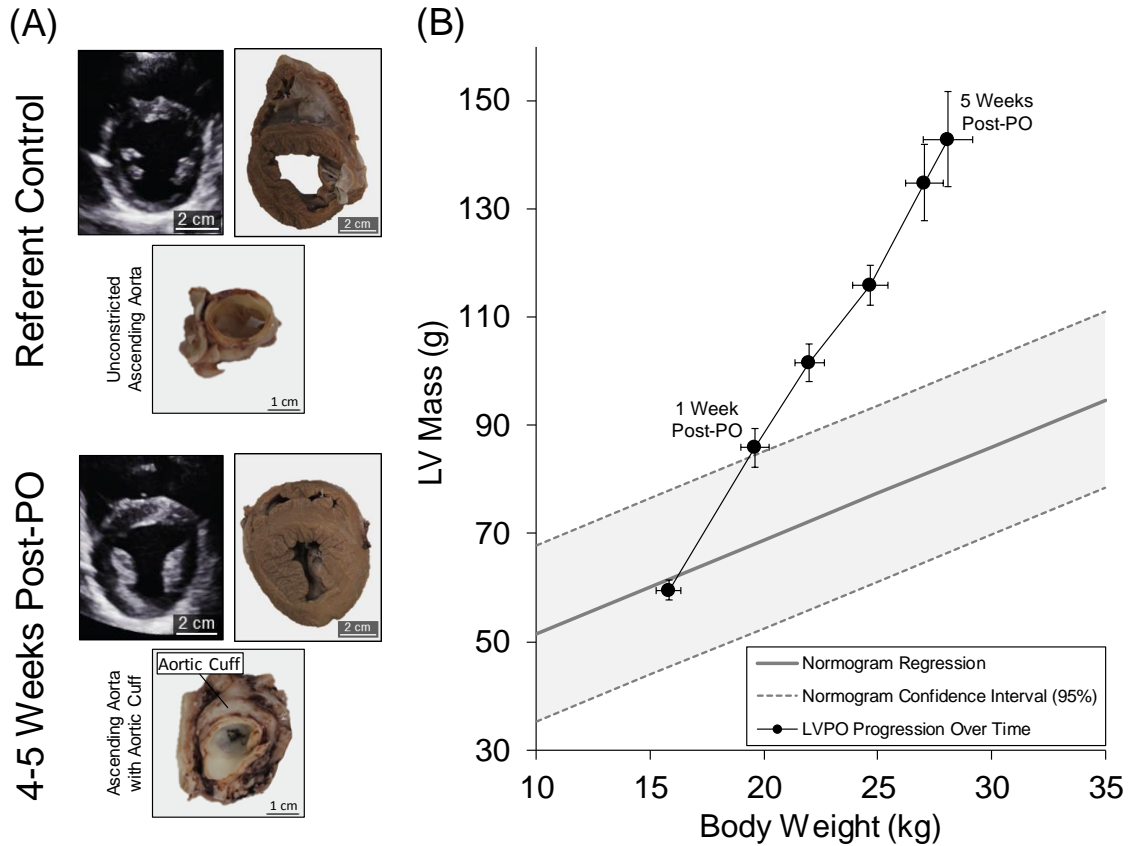 (A)
Referent Control
2 cm
2 cm
Unconstricted
Ascending Aorta
1 cm
4-5 Weeks Post-PO
2 cm
2 cm
Aortic Cuff
Ascending Aorta
with Aortic Cuff
1 cm
(B)
LV Mass (g)
150
130
110
90
70
50
30
5 Weeks
Post-PO
1 Week
Post-PO
Normogram Regression
Normogram Confidence Interval (95%)
LVPO Progression Over Time
10 15 20 25 30 35
Body Weight (kg)